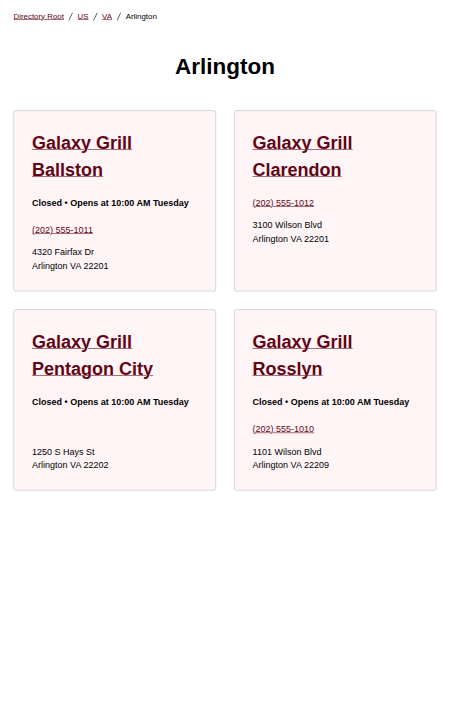 Directory Root / US / VA / Arlington
Arlington
Galaxy Grill
Ballston
Closed • Opens at 10:00 AM Tuesday
(202) 555-1011
4320 Fairfax Dr
Arlington VA 22201
Galaxy Grill
Clarendon
(202) 555-1012
3100 Wilson Blvd
Arlington VA 22201
Galaxy Grill
Pentagon City
Closed • Opens at 10:00 AM Tuesday
1250 S Hays St
Arlington VA 22202
Galaxy Grill
Rosslyn
Closed • Opens at 10:00 AM Tuesday
(202) 555-1010
1101 Wilson Blvd
Arlington VA 22209